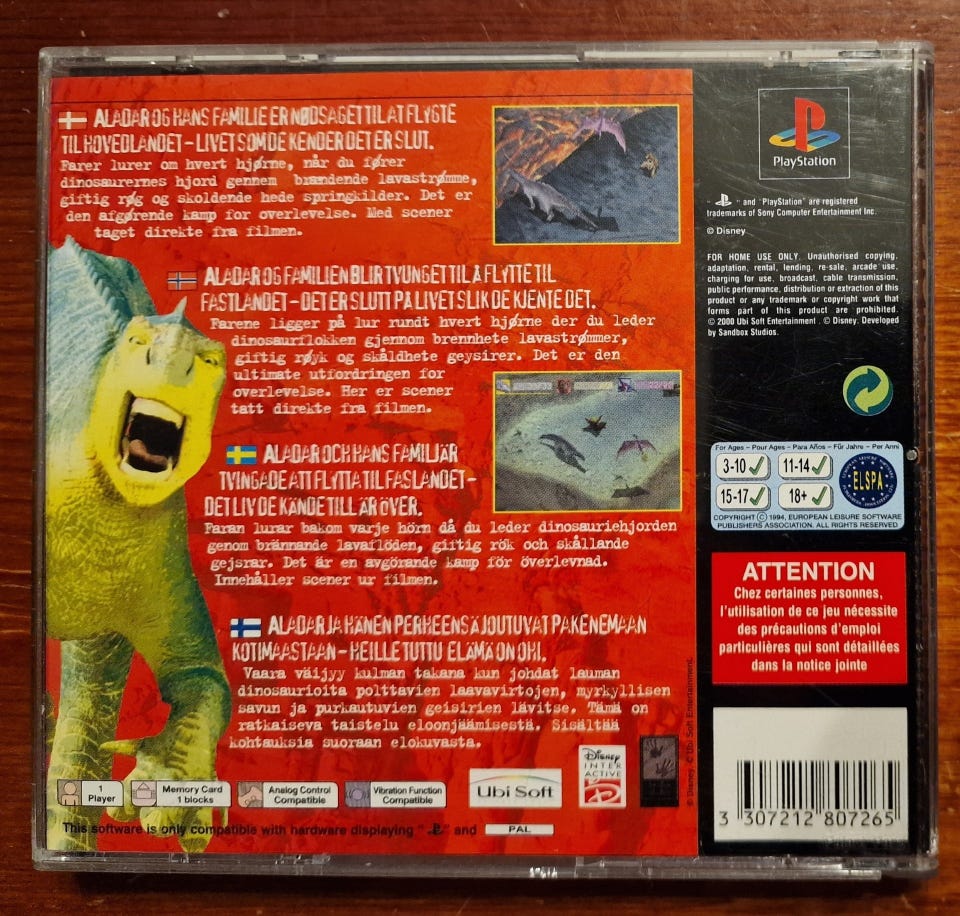 ALADAR OG HANS FAMILIE ER NØDSAGET TIL AT FLYGTE
TIL HOVEDLANDET - LIVET SOM DE KENDER DET ER SLUT.
Farer lurer om hvert hjørne, når du fører
dinosaurernes hjord gennem brændende lavastrømme,
giftig røg og skoldende hede springkilder. Det er
den afgørende kamp for overlevelse. Med scener
taget direkte fra filmen.
ALADAR OG FAMILIEN BLIR TVUNGET TIL Å FLYTTE TIL
FASTLANDET - DET ER SLUTT PÅ LIVET SLIK DE KJENTE DET.
Farene ligger på lur rundt hvert hjørne der du leder
dinosaurflokken gjennom brennhete lavastrømmer,
giftig røyk og skåldhete geysirer. Det er den
ultimate utfordringen for
overlevelse. Her er scener
tatt direkte fra filmen.
ALADAR OCH HANS FAMILJ ÄR
TVINGADE ATT FLYTTA TILL FASLANDET -
DET LIV DE KÄNDE TILL ÄR ÖVER.
Faran lurar bakom varje hörn då du leder dinosauriehjorden
genom brännande lavaflöden, giftig rök och skållande
gejsrar. Det är en avgörande kamp för överlevnad.
Innehåller scener ur filmen.
ALADAR JA HÄNEN PERHEENSÄ JOUTUVAT PAKENEMAAN
KOTIMAASTAAN - HEILLE TUTTU ELÄMÄ ON OHI.
Vaara väijyy kulman takana kun johdat lauman
dinosaurioita polttavien laavavirtojen, myrkyllisen
savun ja purkautuvien geisirien lävitse. Tämä on
ratkaiseva taistelu eloonjäämisestä. Sisältää
kohtauksia suoraan elokuvasta.
1
Player
Memory Card
1 blocks
Analog Control
Compatible
Vibration Function
Compatible
Ubi Soft
Disney
INTER
ACTIVE
D
This software is only compatible with hardware displaying " " and PAL
© Disney. © Ubi Soft Entertainment.
PlayStation
" " and "PlayStation" are registered
trademarks of Sony Computer Entertainment Inc.
© Disney
FOR HOME USE ONLY. Unauthorised copying,
adaptation, rental, lending, re-sale, arcade use,
charging for use, broadcast, cable transmission,
public performance, distribution or extraction of this
product or any trademark or copyright work that
forms part of this product are prohibited.
© 2000 Ubi Soft Entertainment. © Disney. Developed
by Sandbox Studios.
For Ages - Pour Ages - Para Años - Für Jahre - Per Anni
3-10 11-14
15-17 18+
ELSPA
COPYRIGHT © 1994, EUROPEAN LEISURE SOFTWARE
PUBLISHERS ASSOCIATION. ALL RIGHTS RESERVED
ATTENTION
Chez certaines personnes,
l'utilisation de ce jeu nécessite
des précautions d'emploi
particulières qui sont détaillées
dans la notice jointe
3 307212 807265